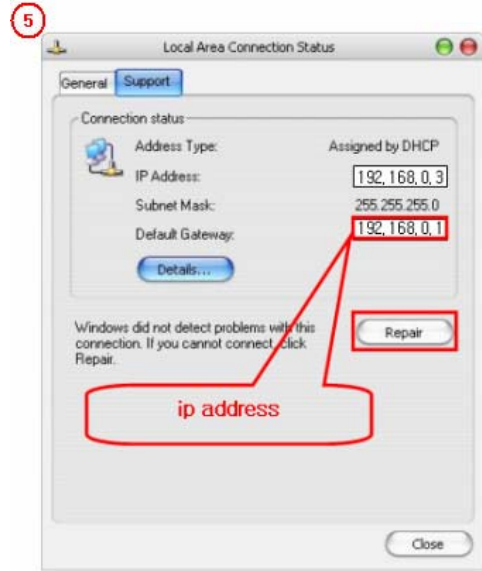 5
Local Area Connection Status
General Support
Connection status
Address Type: Assigned by DHCP
IP Address: 192, 168, 0, 3
Subnet Mask: 255.255.255.0
Default Gateway: 192, 168, 0, 1
Details...
Windows did not detect problems with this
connection. If you cannot connect, click
Repair.
Repair
ip address
Close